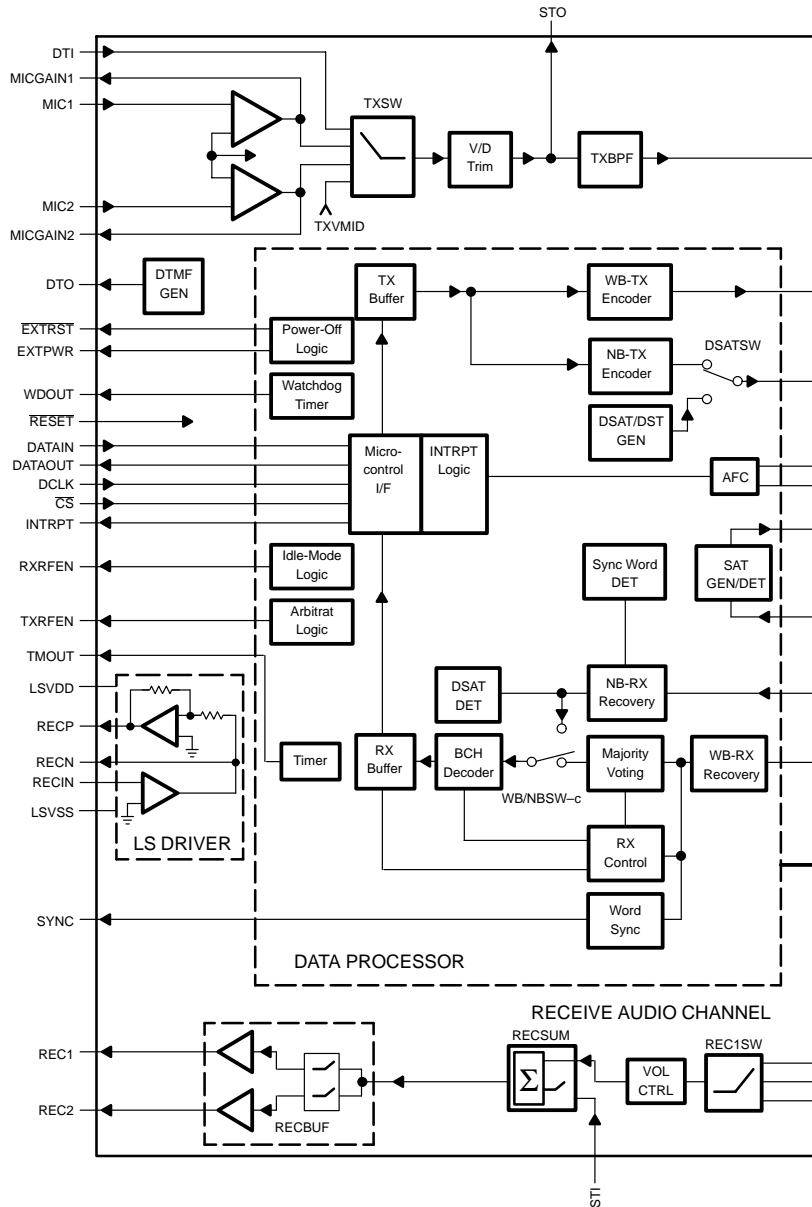 STO
DTI
MICGAIN1
MIC1
TXSW
V/D
Trim
TXBPF
MIC2
TXVMID
MICGAIN2
DTO
DTMF
GEN
TX
Buffer
WB-TX
Encoder
EXTRST
EXTPWR
Power-Off
Logic
DSATSW
NB-TX
Encoder
WDOUT
Watchdog
Timer
RESET
DSAT/DST
GEN
DATAIN
DATAOUT
DCLK
CS
INTRPT
Micro-
control
I/F
INTRPT
Logic
AFC
RXRFEN
Idle-Mode
Logic
Sync Word
DET
SAT
GEN/DET
TXRFEN
Arbitrat
Logic
TMOUT
LSVDD
RECP
RECN
RECIN
LSVSS
LS DRIVER
DSAT
DET
NB-RX
Recovery
Timer
RX
Buffer
BCH
Decoder
WB/NBSW–c
Majority
Voting
WB-RX
Recovery
RX
Control
SYNC
Word
Sync
DATA PROCESSOR
RECEIVE AUDIO CHANNEL
REC1
REC2
RECBUF
RECSUM
Σ
VOL
CTRL
REC1SW
STI